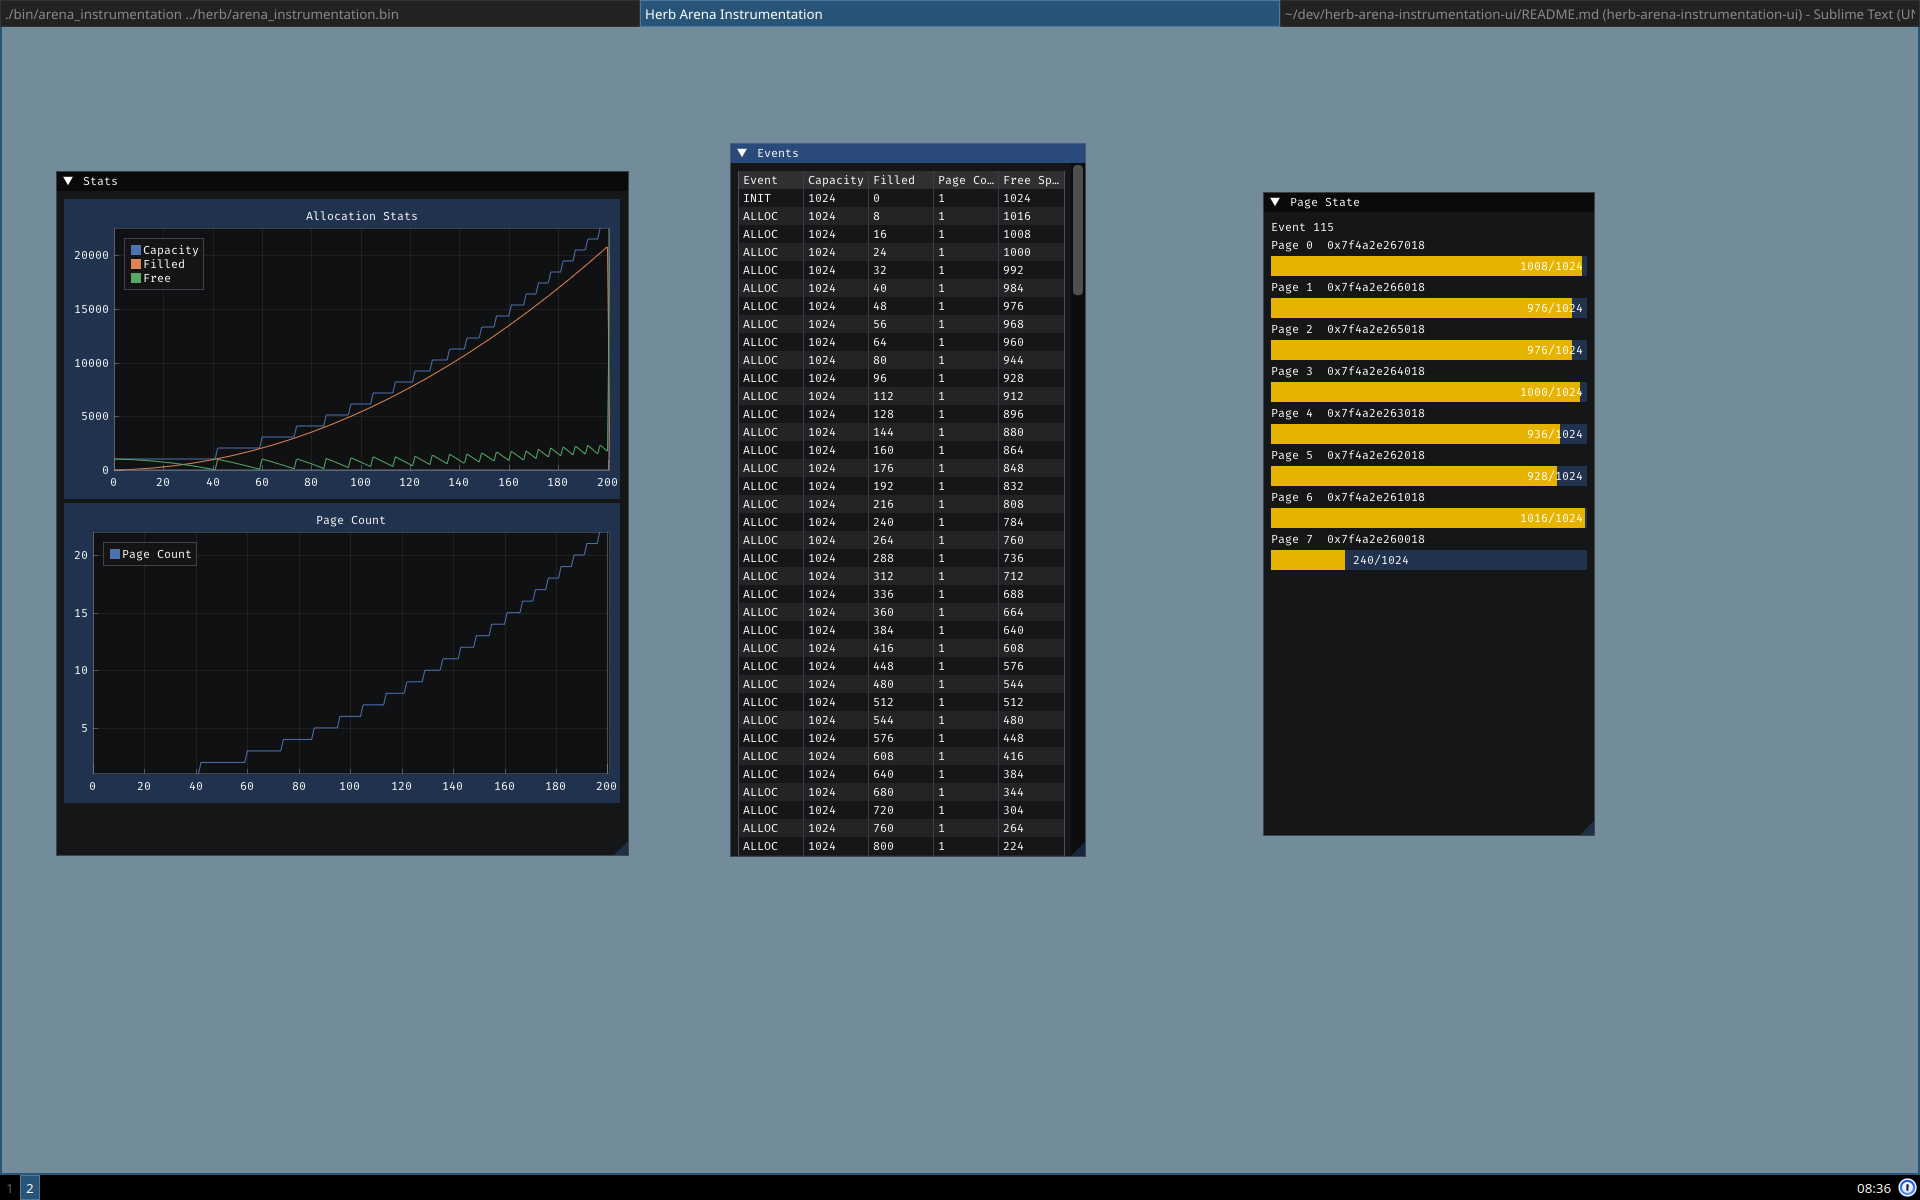 ./bin/arena_instrumentation ../herb/arena_instrumentation.bin
Herb Arena Instrumentation
~/dev/herb-arena-instrumentation-ui/README.md (herb-arena-instrumentation-ui) - Sublime Text (UN
Stats
Allocation Stats
Capacity
Filled
Free
20000
15000
10000
5000
0
0 20 40 60 80 100 120 140 160 180 200
Page Count
Page Count
20
15
10
5
0 20 40 60 80 100 120 140 160 180 200
Events
Event Capacity Filled Page Co… Free Sp…
INIT 1024 0 1 1024
ALLOC 1024 8 1 1016
ALLOC 1024 16 1 1008
ALLOC 1024 24 1 1000
ALLOC 1024 32 1 992
ALLOC 1024 40 1 984
ALLOC 1024 48 1 976
ALLOC 1024 56 1 968
ALLOC 1024 64 1 960
ALLOC 1024 80 1 944
ALLOC 1024 96 1 928
ALLOC 1024 112 1 912
ALLOC 1024 128 1 896
ALLOC 1024 144 1 880
ALLOC 1024 160 1 864
ALLOC 1024 176 1 848
ALLOC 1024 192 1 832
ALLOC 1024 216 1 808
ALLOC 1024 240 1 784
ALLOC 1024 264 1 760
ALLOC 1024 288 1 736
ALLOC 1024 312 1 712
ALLOC 1024 336 1 688
ALLOC 1024 360 1 664
ALLOC 1024 384 1 640
ALLOC 1024 416 1 608
ALLOC 1024 448 1 576
ALLOC 1024 480 1 544
ALLOC 1024 512 1 512
ALLOC 1024 544 1 480
ALLOC 1024 576 1 448
ALLOC 1024 608 1 416
ALLOC 1024 640 1 384
ALLOC 1024 680 1 344
ALLOC 1024 720 1 304
ALLOC 1024 760 1 264
ALLOC 1024 800 1 224
Page State
Event 115
Page 0 0x7f4a2e267018
1008/1024
Page 1 0x7f4a2e266018
976/1024
Page 2 0x7f4a2e265018
976/1024
Page 3 0x7f4a2e264018
1000/1024
Page 4 0x7f4a2e263018
936/1024
Page 5 0x7f4a2e262018
928/1024
Page 6 0x7f4a2e261018
1016/1024
Page 7 0x7f4a2e260018
240/1024
1 2
08:36